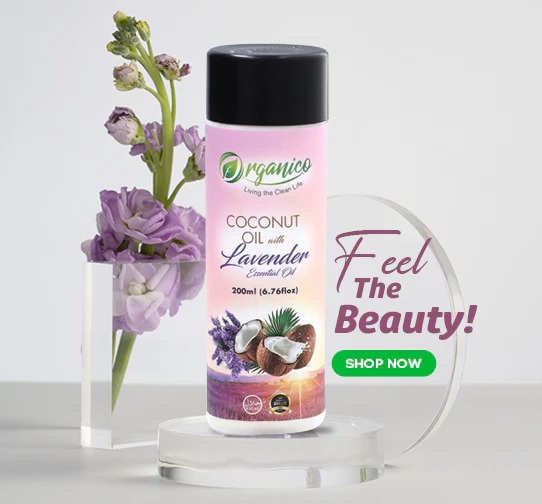 Organico
Living the Clean Life
COCONUT
OIL with
Lavender
Essential Oil
200ml (6.76floz)
حلال
Feel
The
Beauty!
SHOP NOW